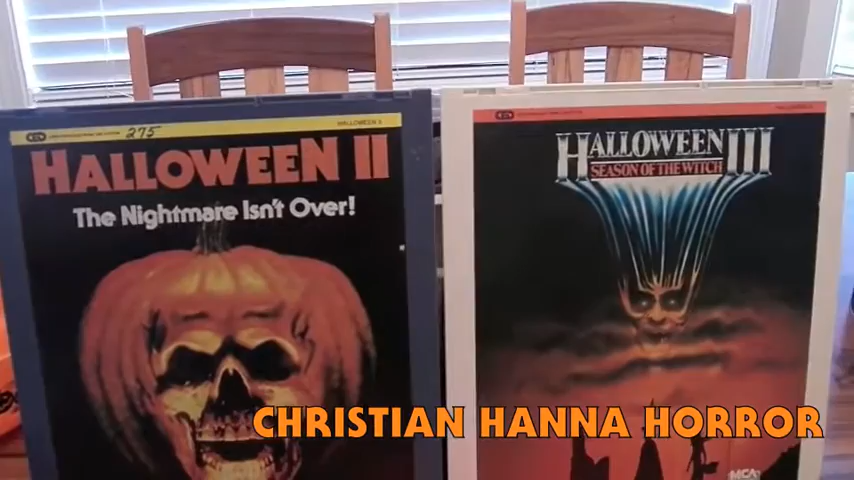 275
HALLOWEEN II
HALLOWEEN II
The Nightmare Isn't Over!
HALLOWEEN III
SEASON OF THE WITCH
MCA
CHRISTIAN HANNA HORROR